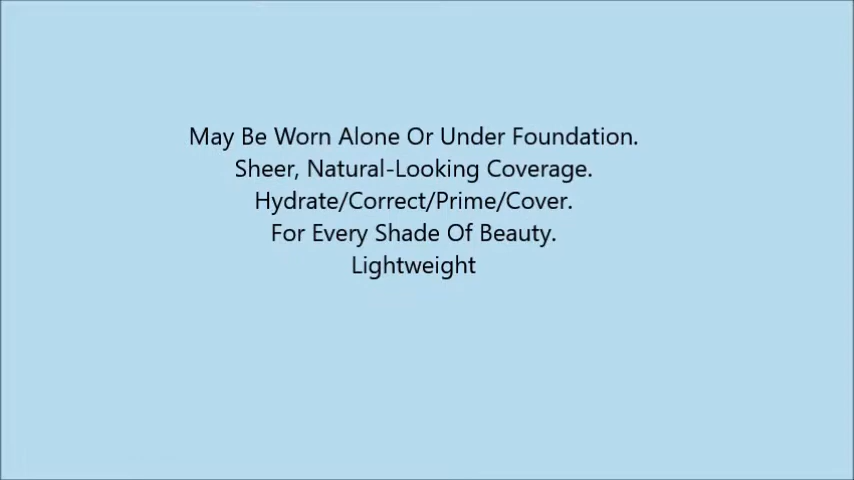 May Be Worn Alone Or Under Foundation.
Sheer, Natural-Looking Coverage.
Hydrate/Correct/Prime/Cover.
For Every Shade Of Beauty.
Lightweight